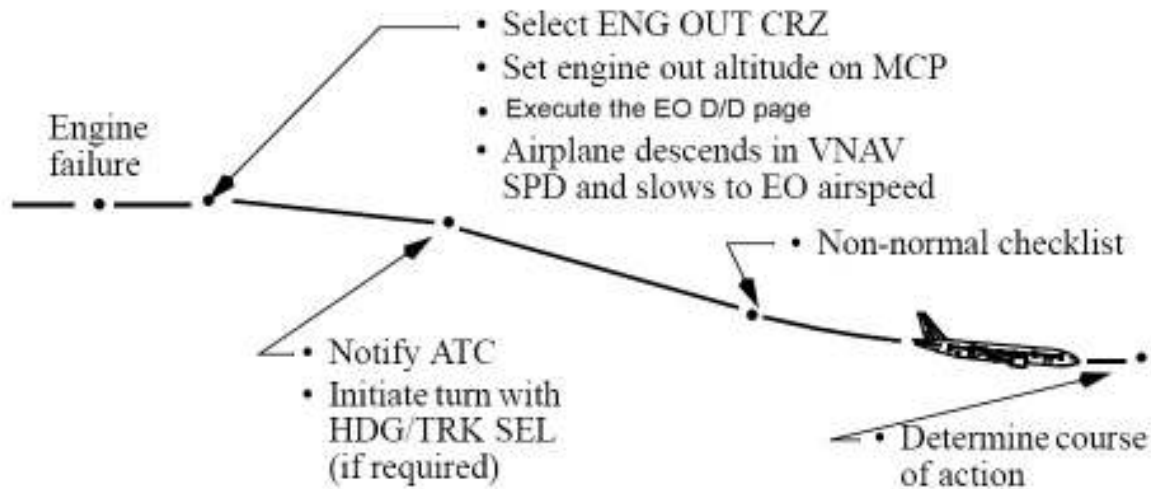 Engine
failure
• Select ENG OUT CRZ
• Set engine out altitude on MCP
• Execute the EO D/D page
• Airplane descends in VNAV
SPD and slows to EO airspeed
• Notify ATC
• Initiate turn with
HDG/TRK SEL
(if required)
• Non-normal checklist
• Determine course
of action